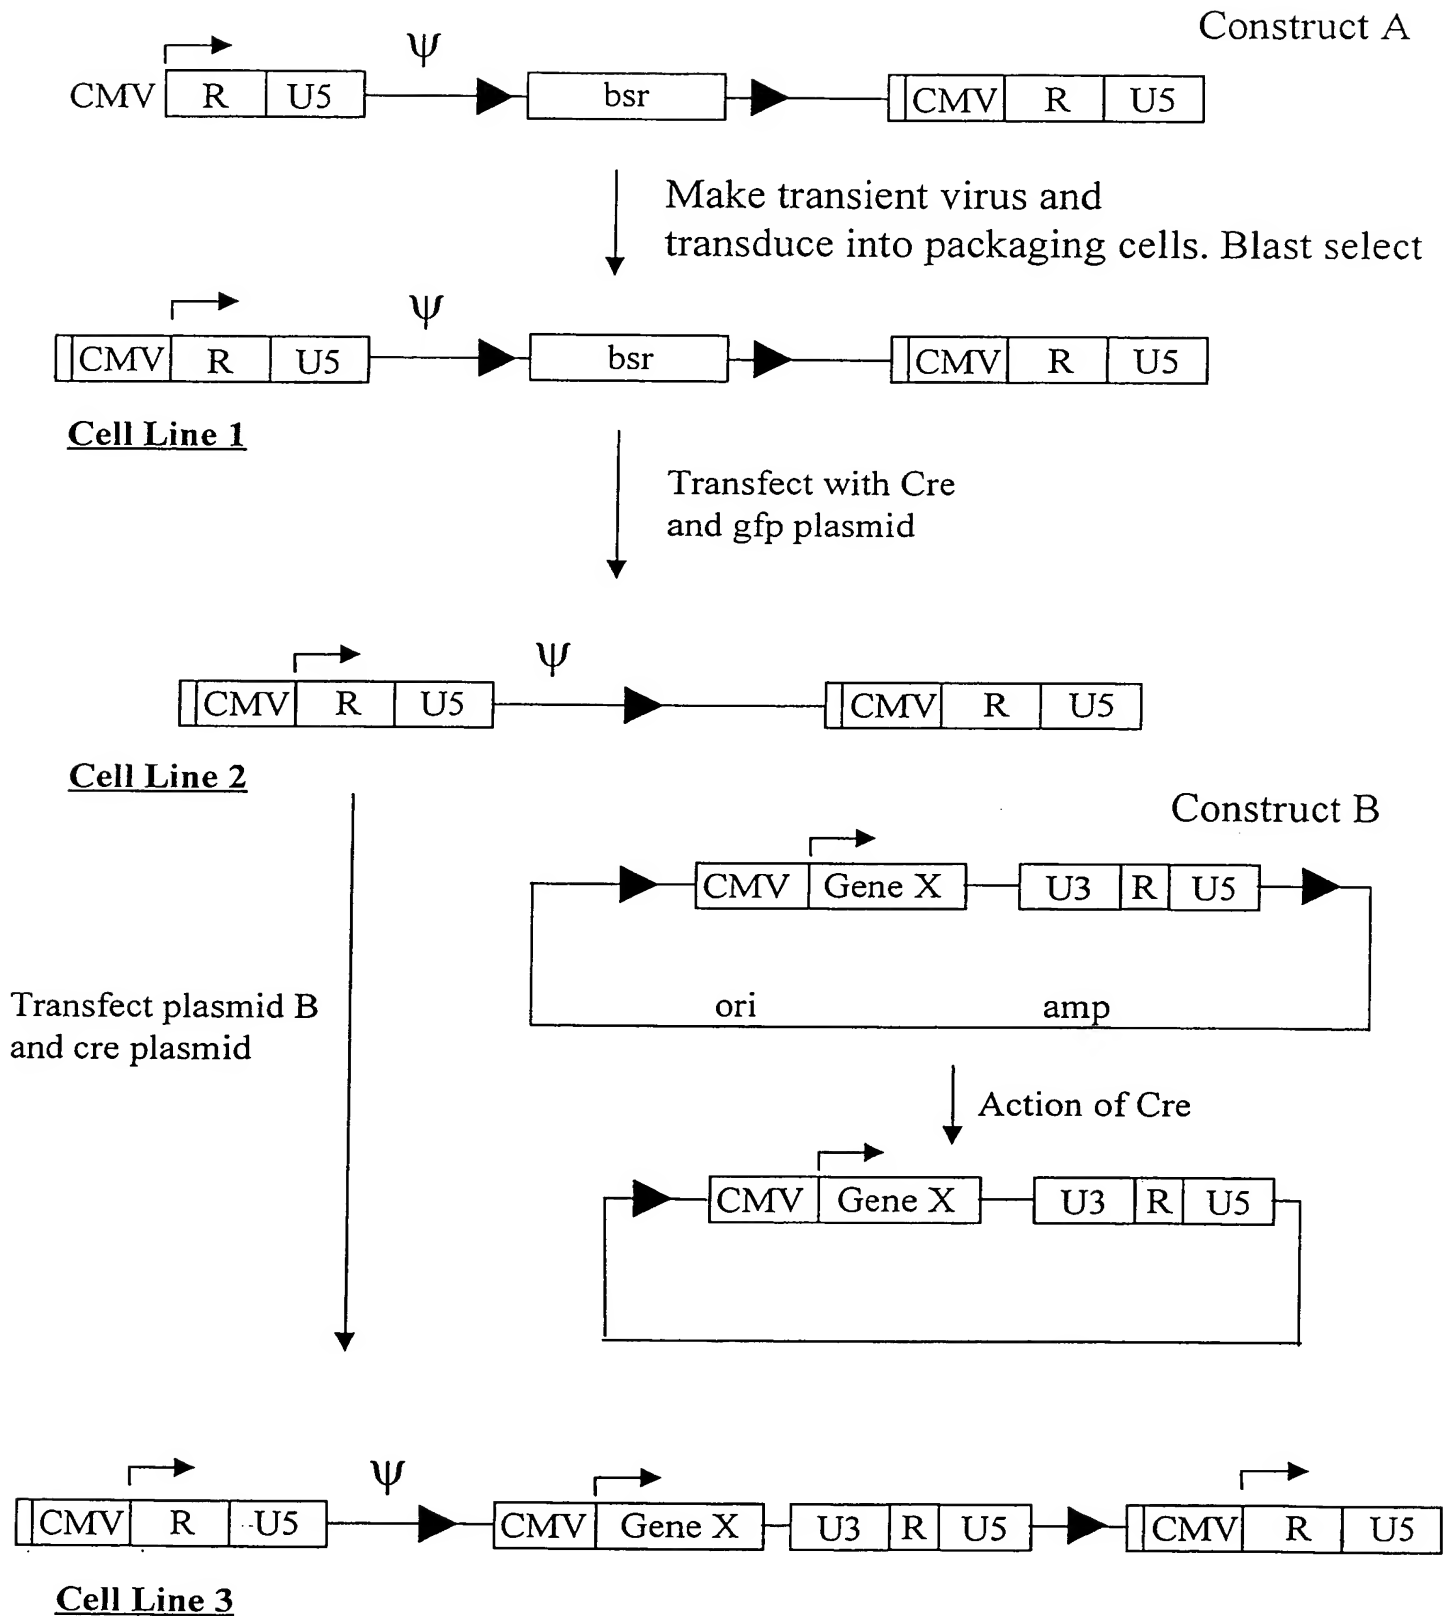 Construct A
ψ
CMV R U5 bsr CMV R U5
Make transient virus and
transduce into packaging cells. Blast select
ψ
CMV R U5 bsr CMV R U5
Cell Line 1
Transfect with Cre
and gfp plasmid
ψ
CMV R U5 CMV R U5
Cell Line 2
Construct B
CMV Gene X U3 R U5
ori amp
Transfect plasmid B
and cre plasmid
Action of Cre
CMV Gene X U3 R U5
ψ
CMV R U5 CMV Gene X U3 R U5 CMV R U5
Cell Line 3